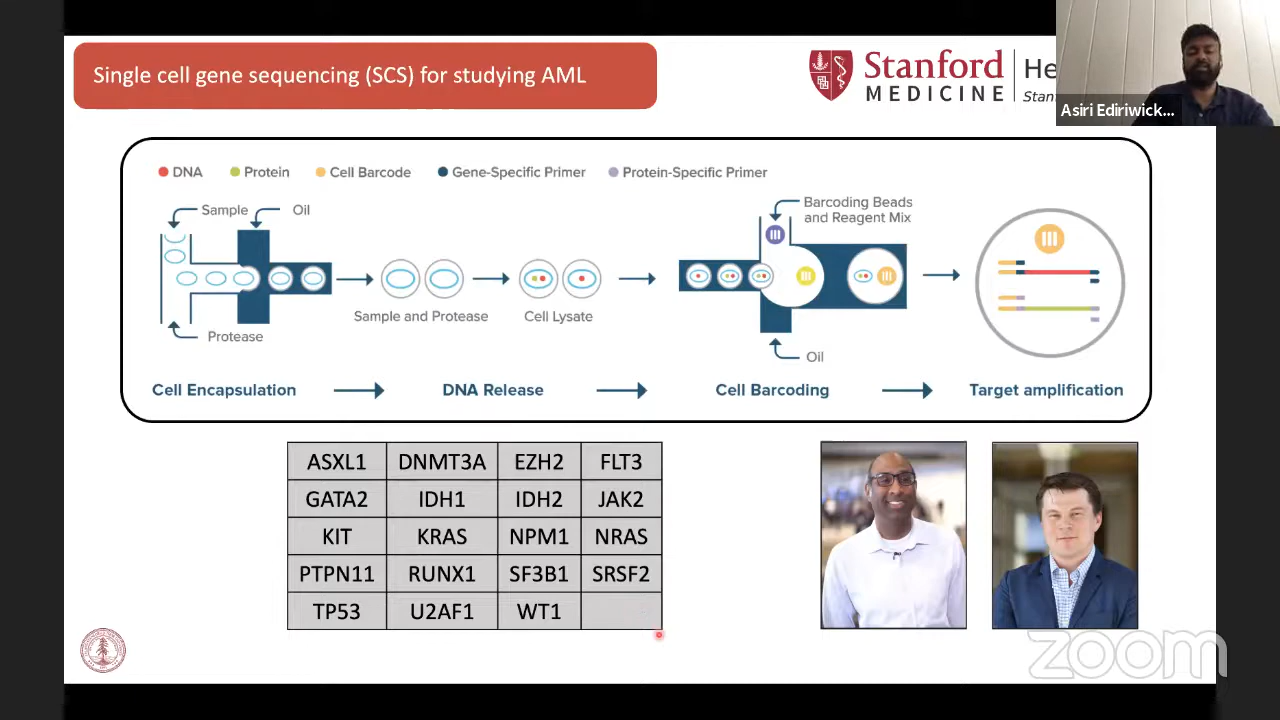 Single cell gene sequencing (SCS) for studying AML
Stanford
MEDICINE
He
Stan
Asiri Ediriwick...
DNA
Protein
Cell Barcode
Gene-Specific Primer
Protein-Specific Primer
Sample
Oil
Barcoding Beads
and Reagent Mix
Sample and Protease
Cell Lysate
Protease
Oil
Cell Encapsulation
DNA Release
Cell Barcoding
Target amplification
ASXL1 DNMT3A EZH2 FLT3
GATA2 IDH1 IDH2 JAK2
KIT KRAS NPM1 NRAS
PTPN11 RUNX1 SF3B1 SRSF2
TP53 U2AF1 WT1
zoom